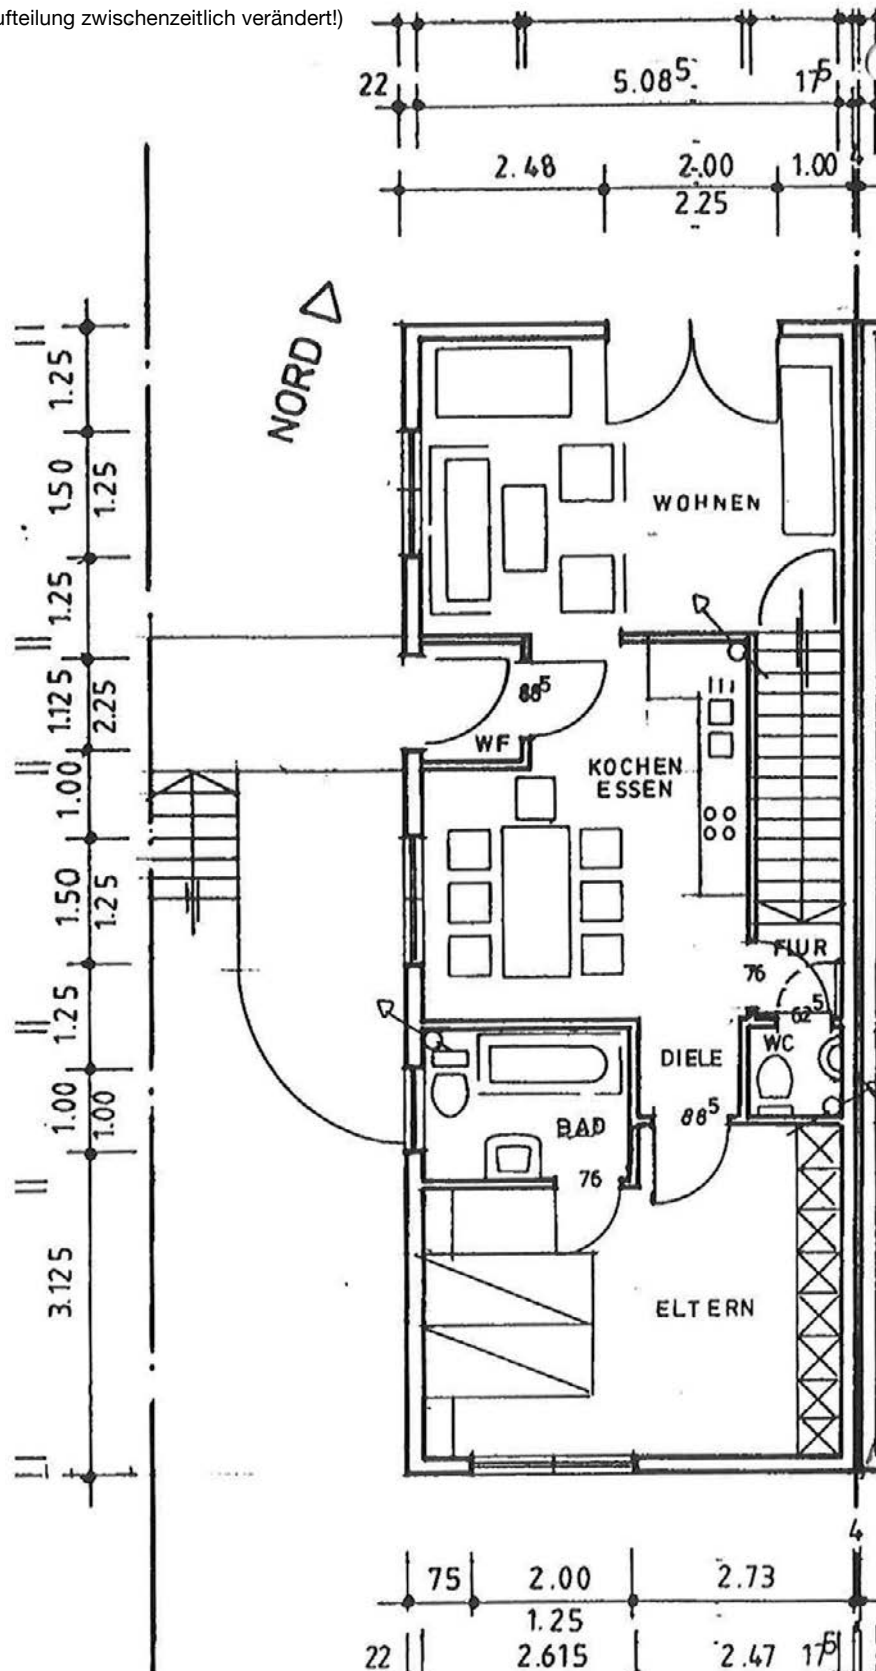 ufteilung zwischenzeitlich verändert!)
22 5.08⁵ 17⁵
2.48 2.00 1.00 4
2.25
NORD
1.25
1.50 1.25
1.25
1.125 2.25
1.00
1.50 1.25
1.25
1.00 1.00
3.125
WOHNEN
88⁵
WF
KOCHEN
ESSEN
FLUR
76
62⁵
WC
DIELE
88⁵
BAD
76
ELTERN
4
75 2.00 2.73
1.25
22 2.615 2.47 17⁵